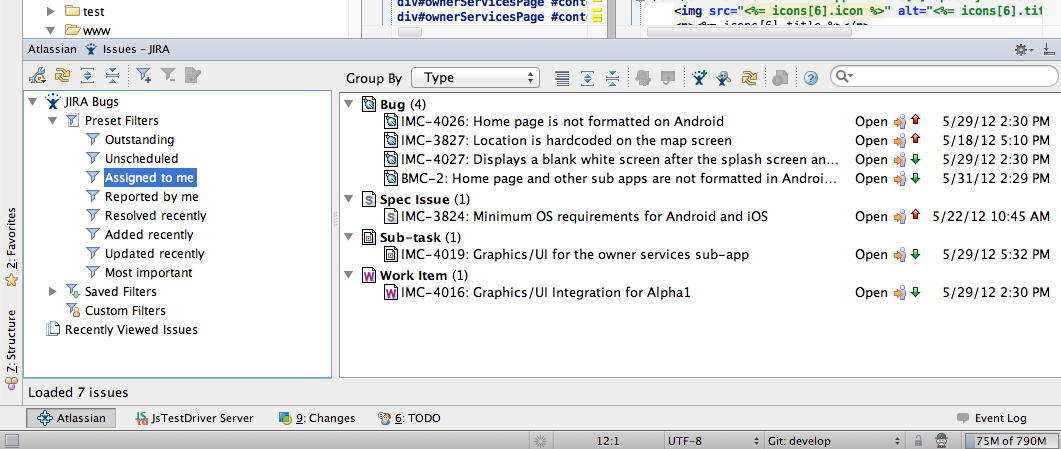 test
www
div#ownerServicesPage #cont
div#ownerServicesPage #cont
<img src="<%= icons[6].icon %>" alt="<%= icons[6].tit
Atlassian Issues – JIRA
Group By Type
JIRA Bugs
Preset Filters
Outstanding
Unscheduled
Assigned to me
Reported by me
Resolved recently
Added recently
Updated recently
Most important
Saved Filters
Custom Filters
Recently Viewed Issues
Bug (4)
IMC-4026: Home page is not formatted on Android Open 5/29/12 2:30 PM
IMC-3827: Location is hardcoded on the map screen Open 5/18/12 5:10 PM
IMC-4027: Displays a blank white screen after the splash screen an... Open 5/29/12 2:30 PM
BMC-2: Home page and other sub apps are not formatted in Androi... Open 5/31/12 2:29 PM
Spec Issue (1)
IMC-3824: Minimum OS requirements for Android and iOS Open 5/22/12 10:45 AM
Sub-task (1)
IMC-4019: Graphics/UI for the owner services sub-app Open 5/29/12 5:32 PM
Work Item (1)
IMC-4016: Graphics/UI Integration for Alpha1 Open 5/29/12 2:30 PM
2: Favorites
Z: Structure
Loaded 7 issues
Atlassian JsTestDriver Server 9: Changes 6: TODO Event Log
12:1 UTF-8 Git: develop 75M of 790M